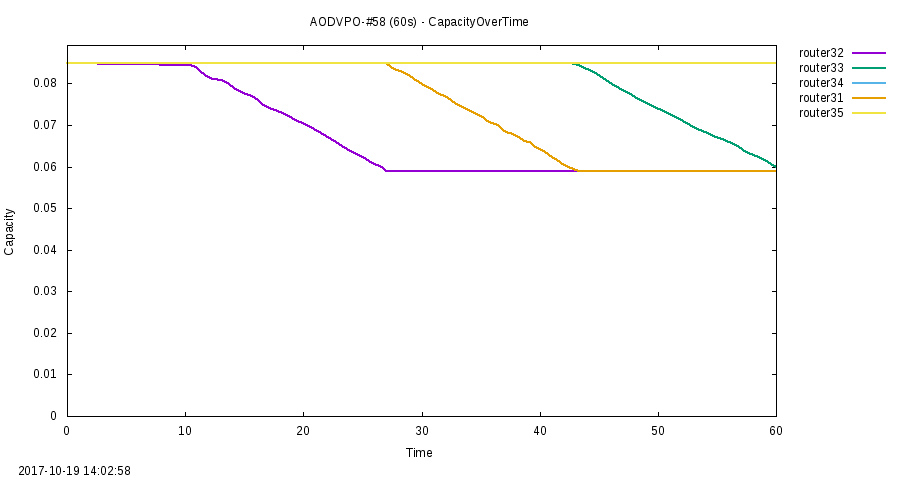 AODVPO-#58 (60s) - CapacityOverTime
router32
router33
router34
router31
router35
0.08
0.07
0.06
0.05
0.04
0.03
0.02
0.01
0
Capacity
0 10 20 30 40 50 60
Time
2017-10-19 14:02:58